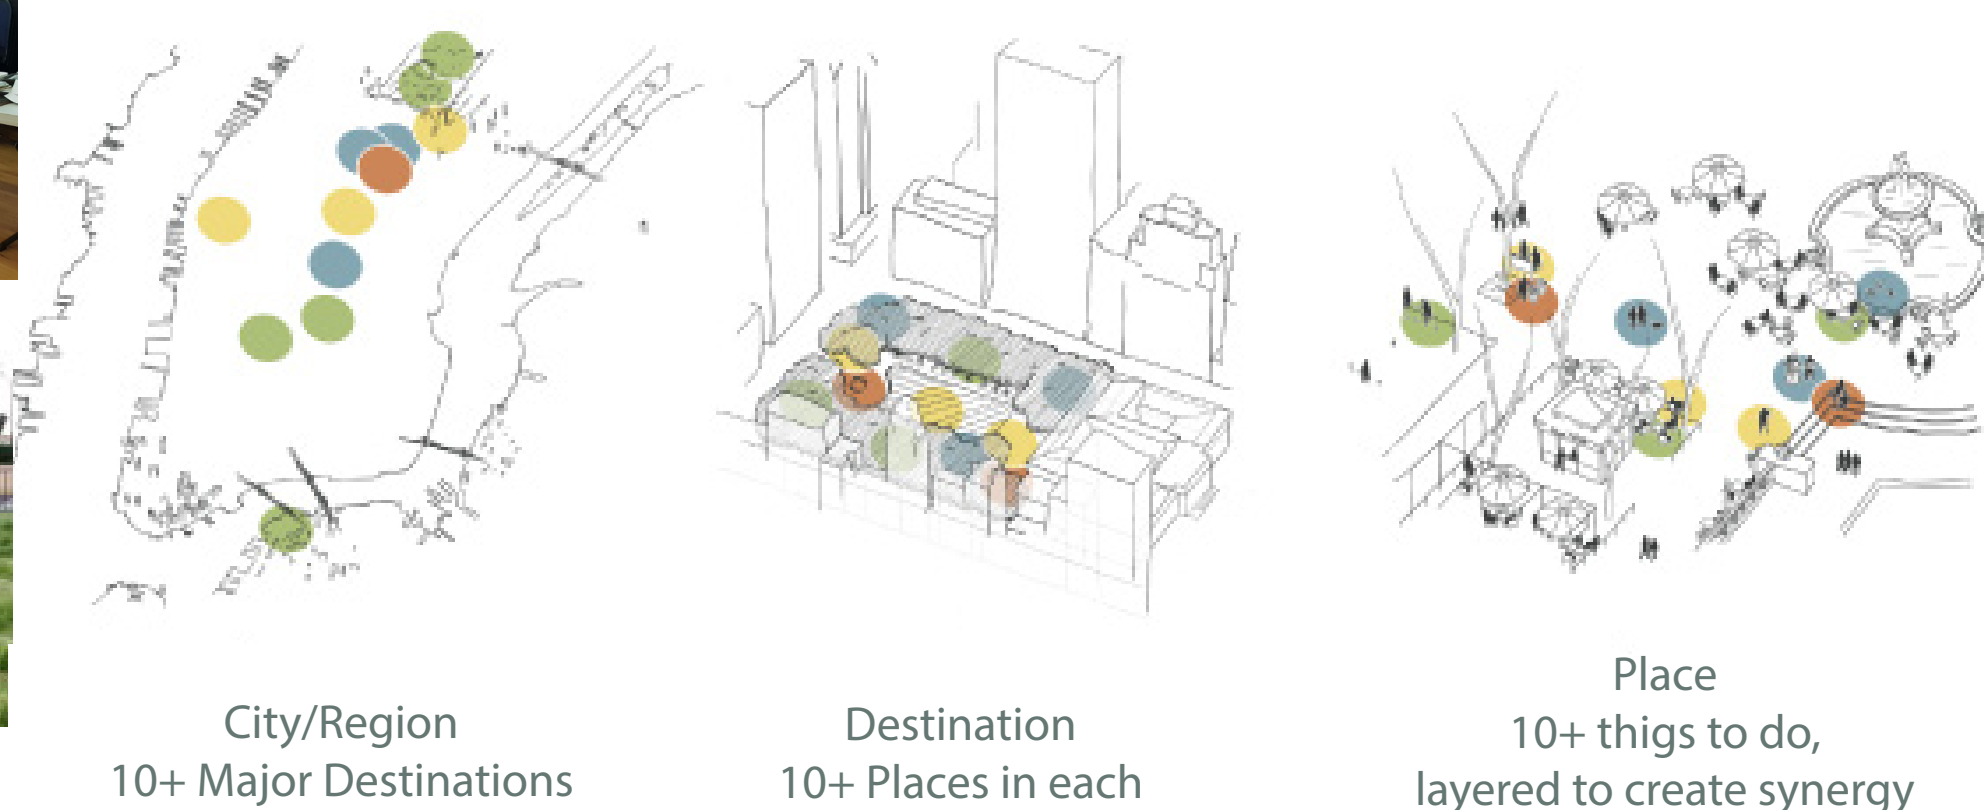 City/Region
10+ Major Destinations
Destination
10+ Places in each
Place
10+ thigs to do,
layered to create synergy